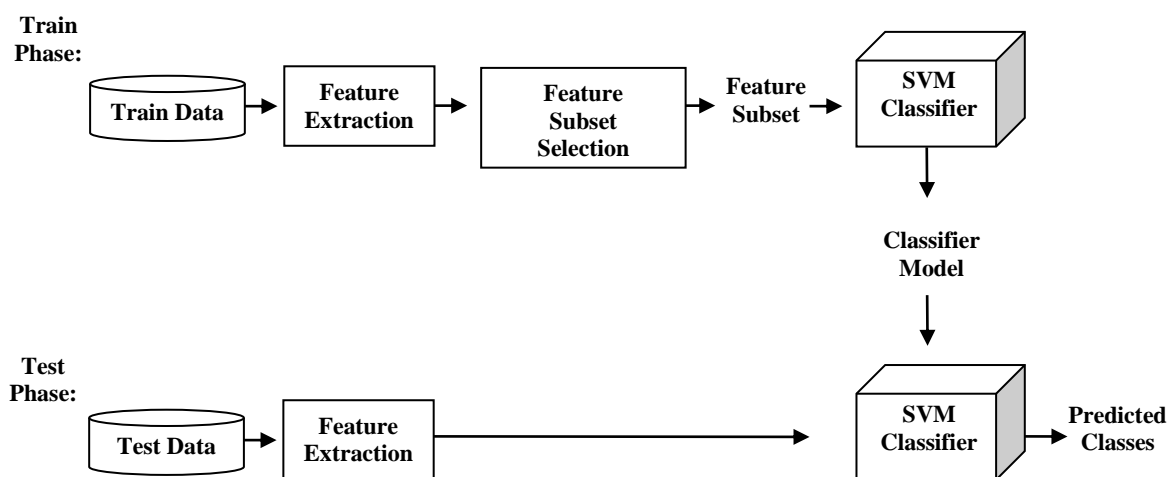 Train
Phase:
Train Data
Feature
Extraction
Feature
Subset
Selection
Feature
Subset
SVM
Classifier
Classifier
Model
Test
Phase:
Test Data
Feature
Extraction
SVM
Classifier
Predicted
Classes